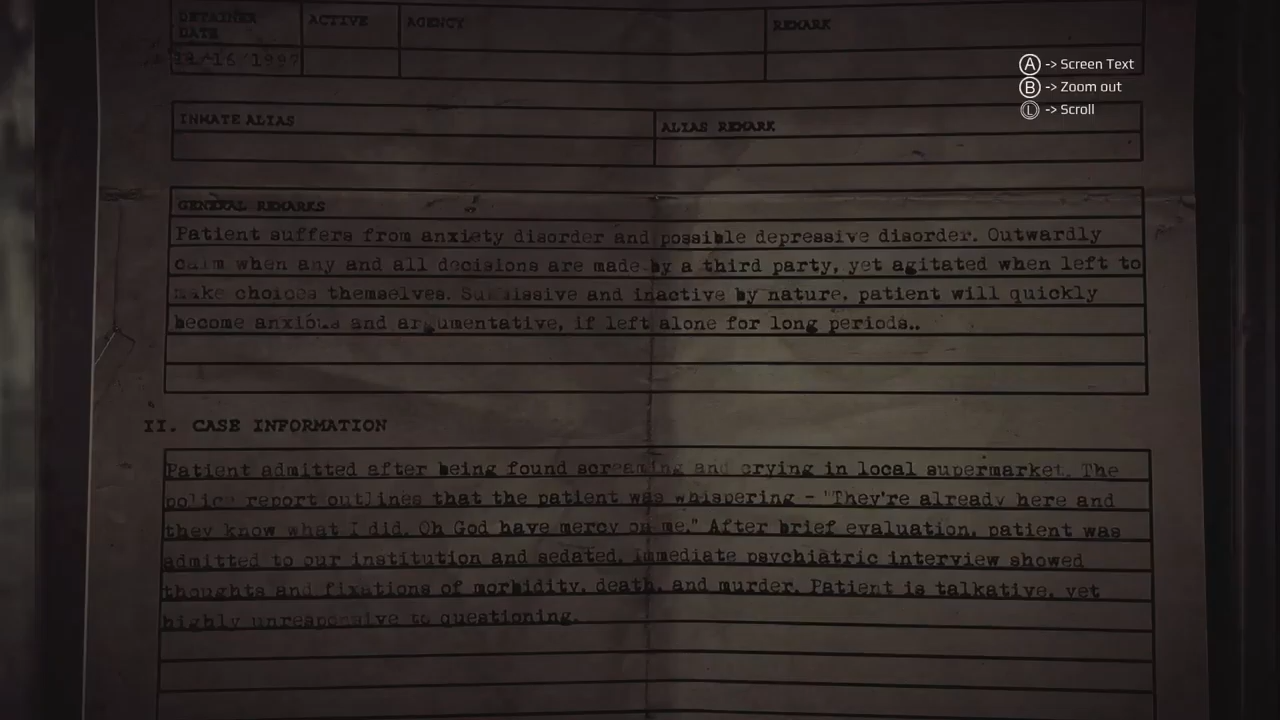 DETAINER ACTIVE AGENCY REMARK
DATE
/16/1997
INMATE ALIAS ALIAS REMARK
GENERAL REMARKS
Patient suffers from anxiety disorder and possible depressive disorder. Outwardly
calm when any and all decisions are made by a third party, yet agitated when left to
make choices themselves. Submissive and inactive by nature, patient will quickly
become anxious and argumentative, if left alone for long periods..
II. CASE INFORMATION
Patient admitted after being found screaming and crying in local supermarket. The
police report outlines that the patient was whispering - "They're already here and
they know what I did. Oh God have mercy on me." After brief evaluation, patient was
admitted to our institution and sedated. Immediate psychiatric interview showed
thoughts and fixations of morbidity, death, and murder. Patient is talkative, yet
highly unresponsive to questioning.
A -> Screen Text
B -> Zoom out
L -> Scroll